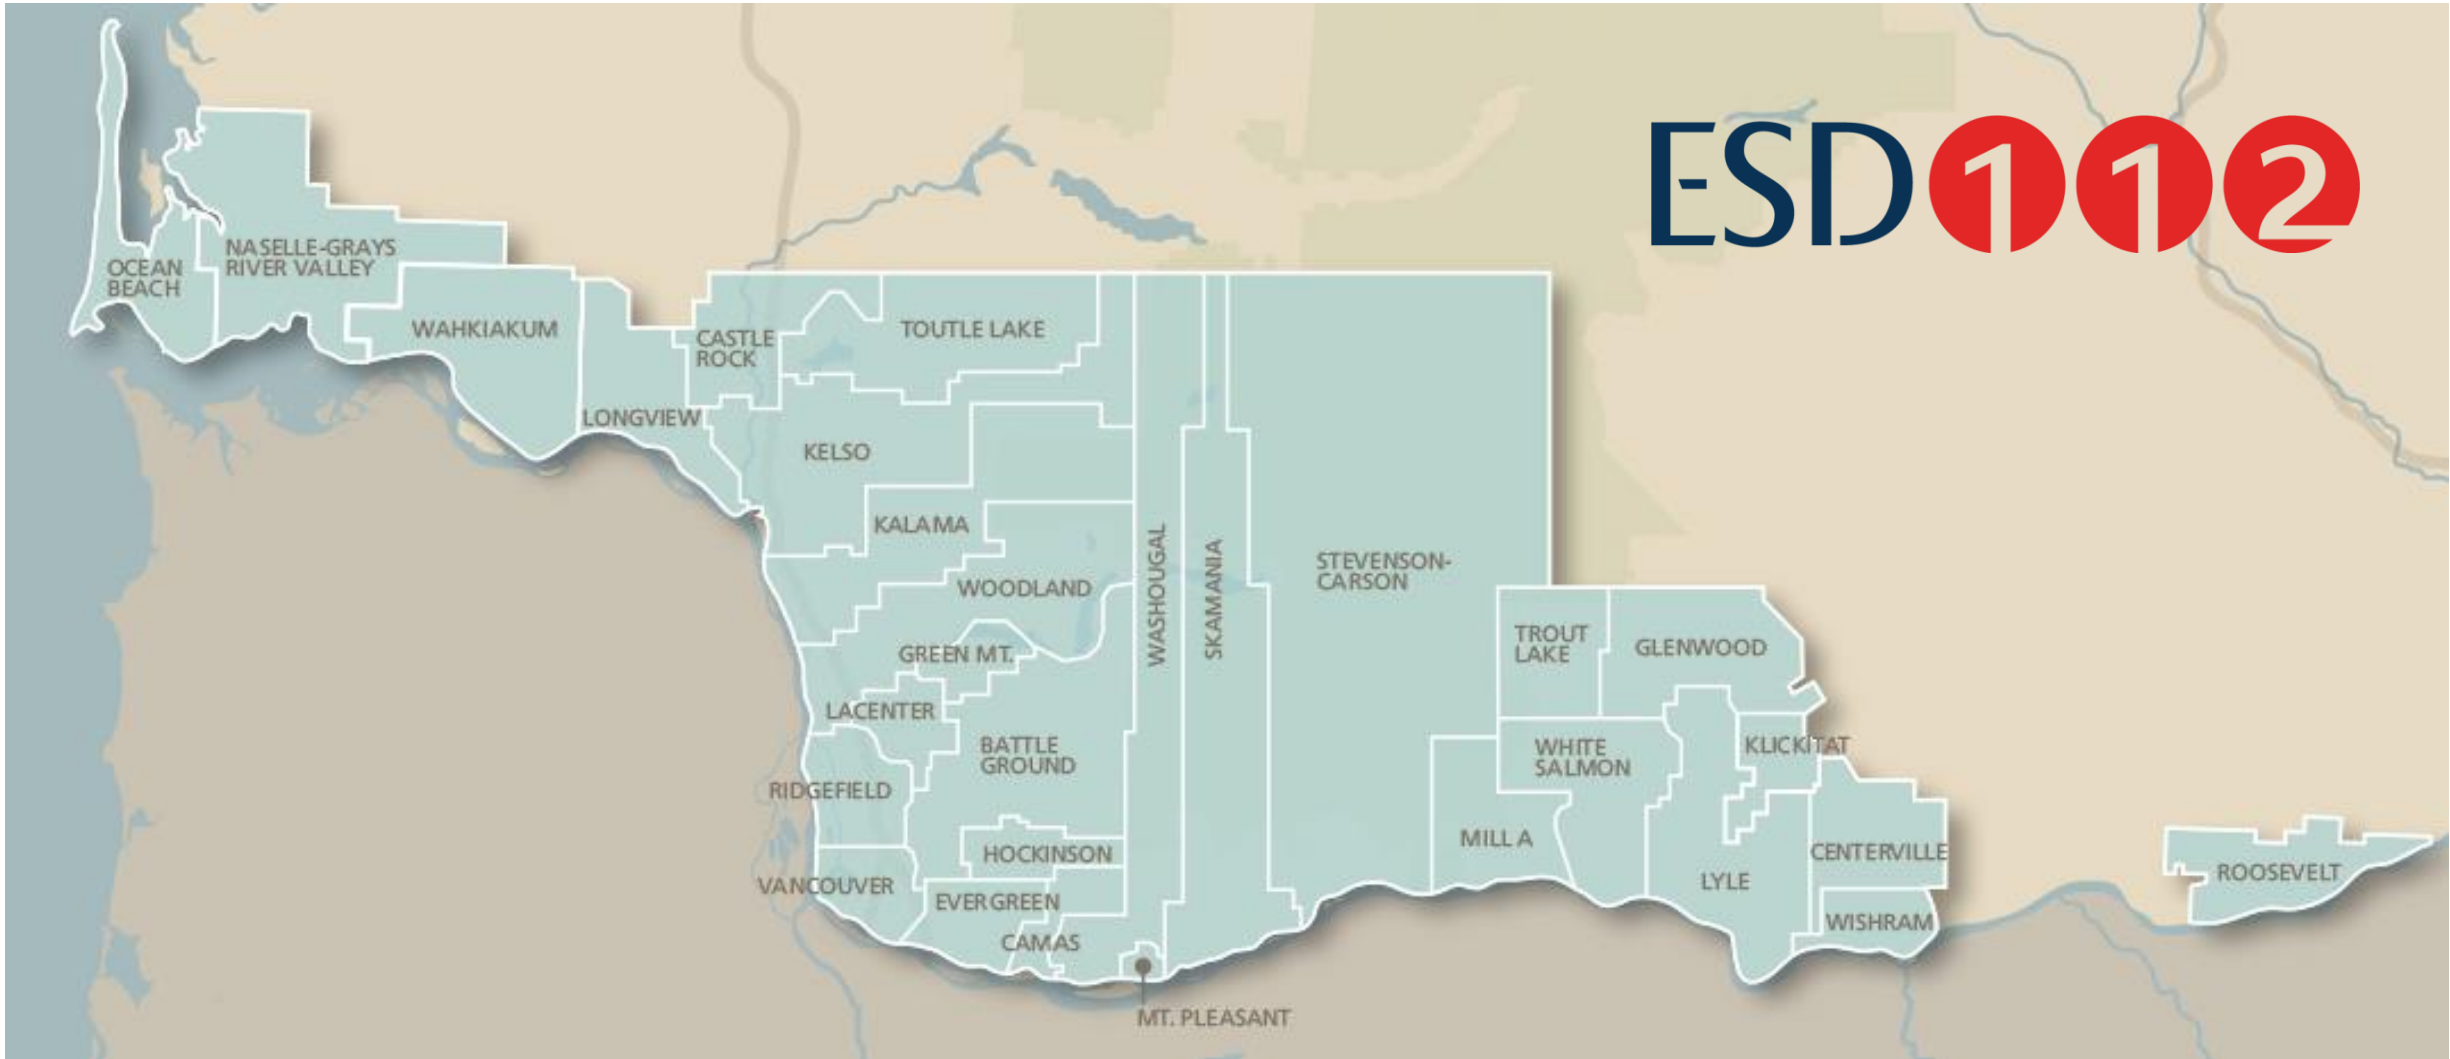 ESD112
NASELLE-GRAYS
RIVER VALLEY
OCEAN
BEACH
WAHKIAKUM
LONGVIEW
CASTLE
ROCK
TOUTLE LAKE
KELSO
KALAMA
WOODLAND
WASHOUGAL
SKAMANIA
STEVENSON-
CARSON
GREEN MT.
LACENTER
BATTLE
GROUND
RIDGEFIELD
HOCKINSON
VANCOUVER
EVERGREEN
CAMAS
MT. PLEASANT
TROUT
LAKE
GLENWOOD
WHITE
SALMON
KLICKITAT
MILL A
LYLE
CENTERVILLE
WISHRAM
ROOSEVELT